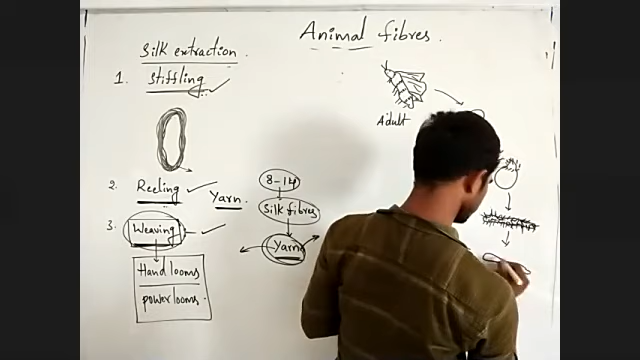 Animal fibres.
Silk extraction.
1. Stiffling
Adult
2. Reeling
Yarn.
8-14
Silk fibres
3. Weaving
Yarn
Hand looms
power looms.